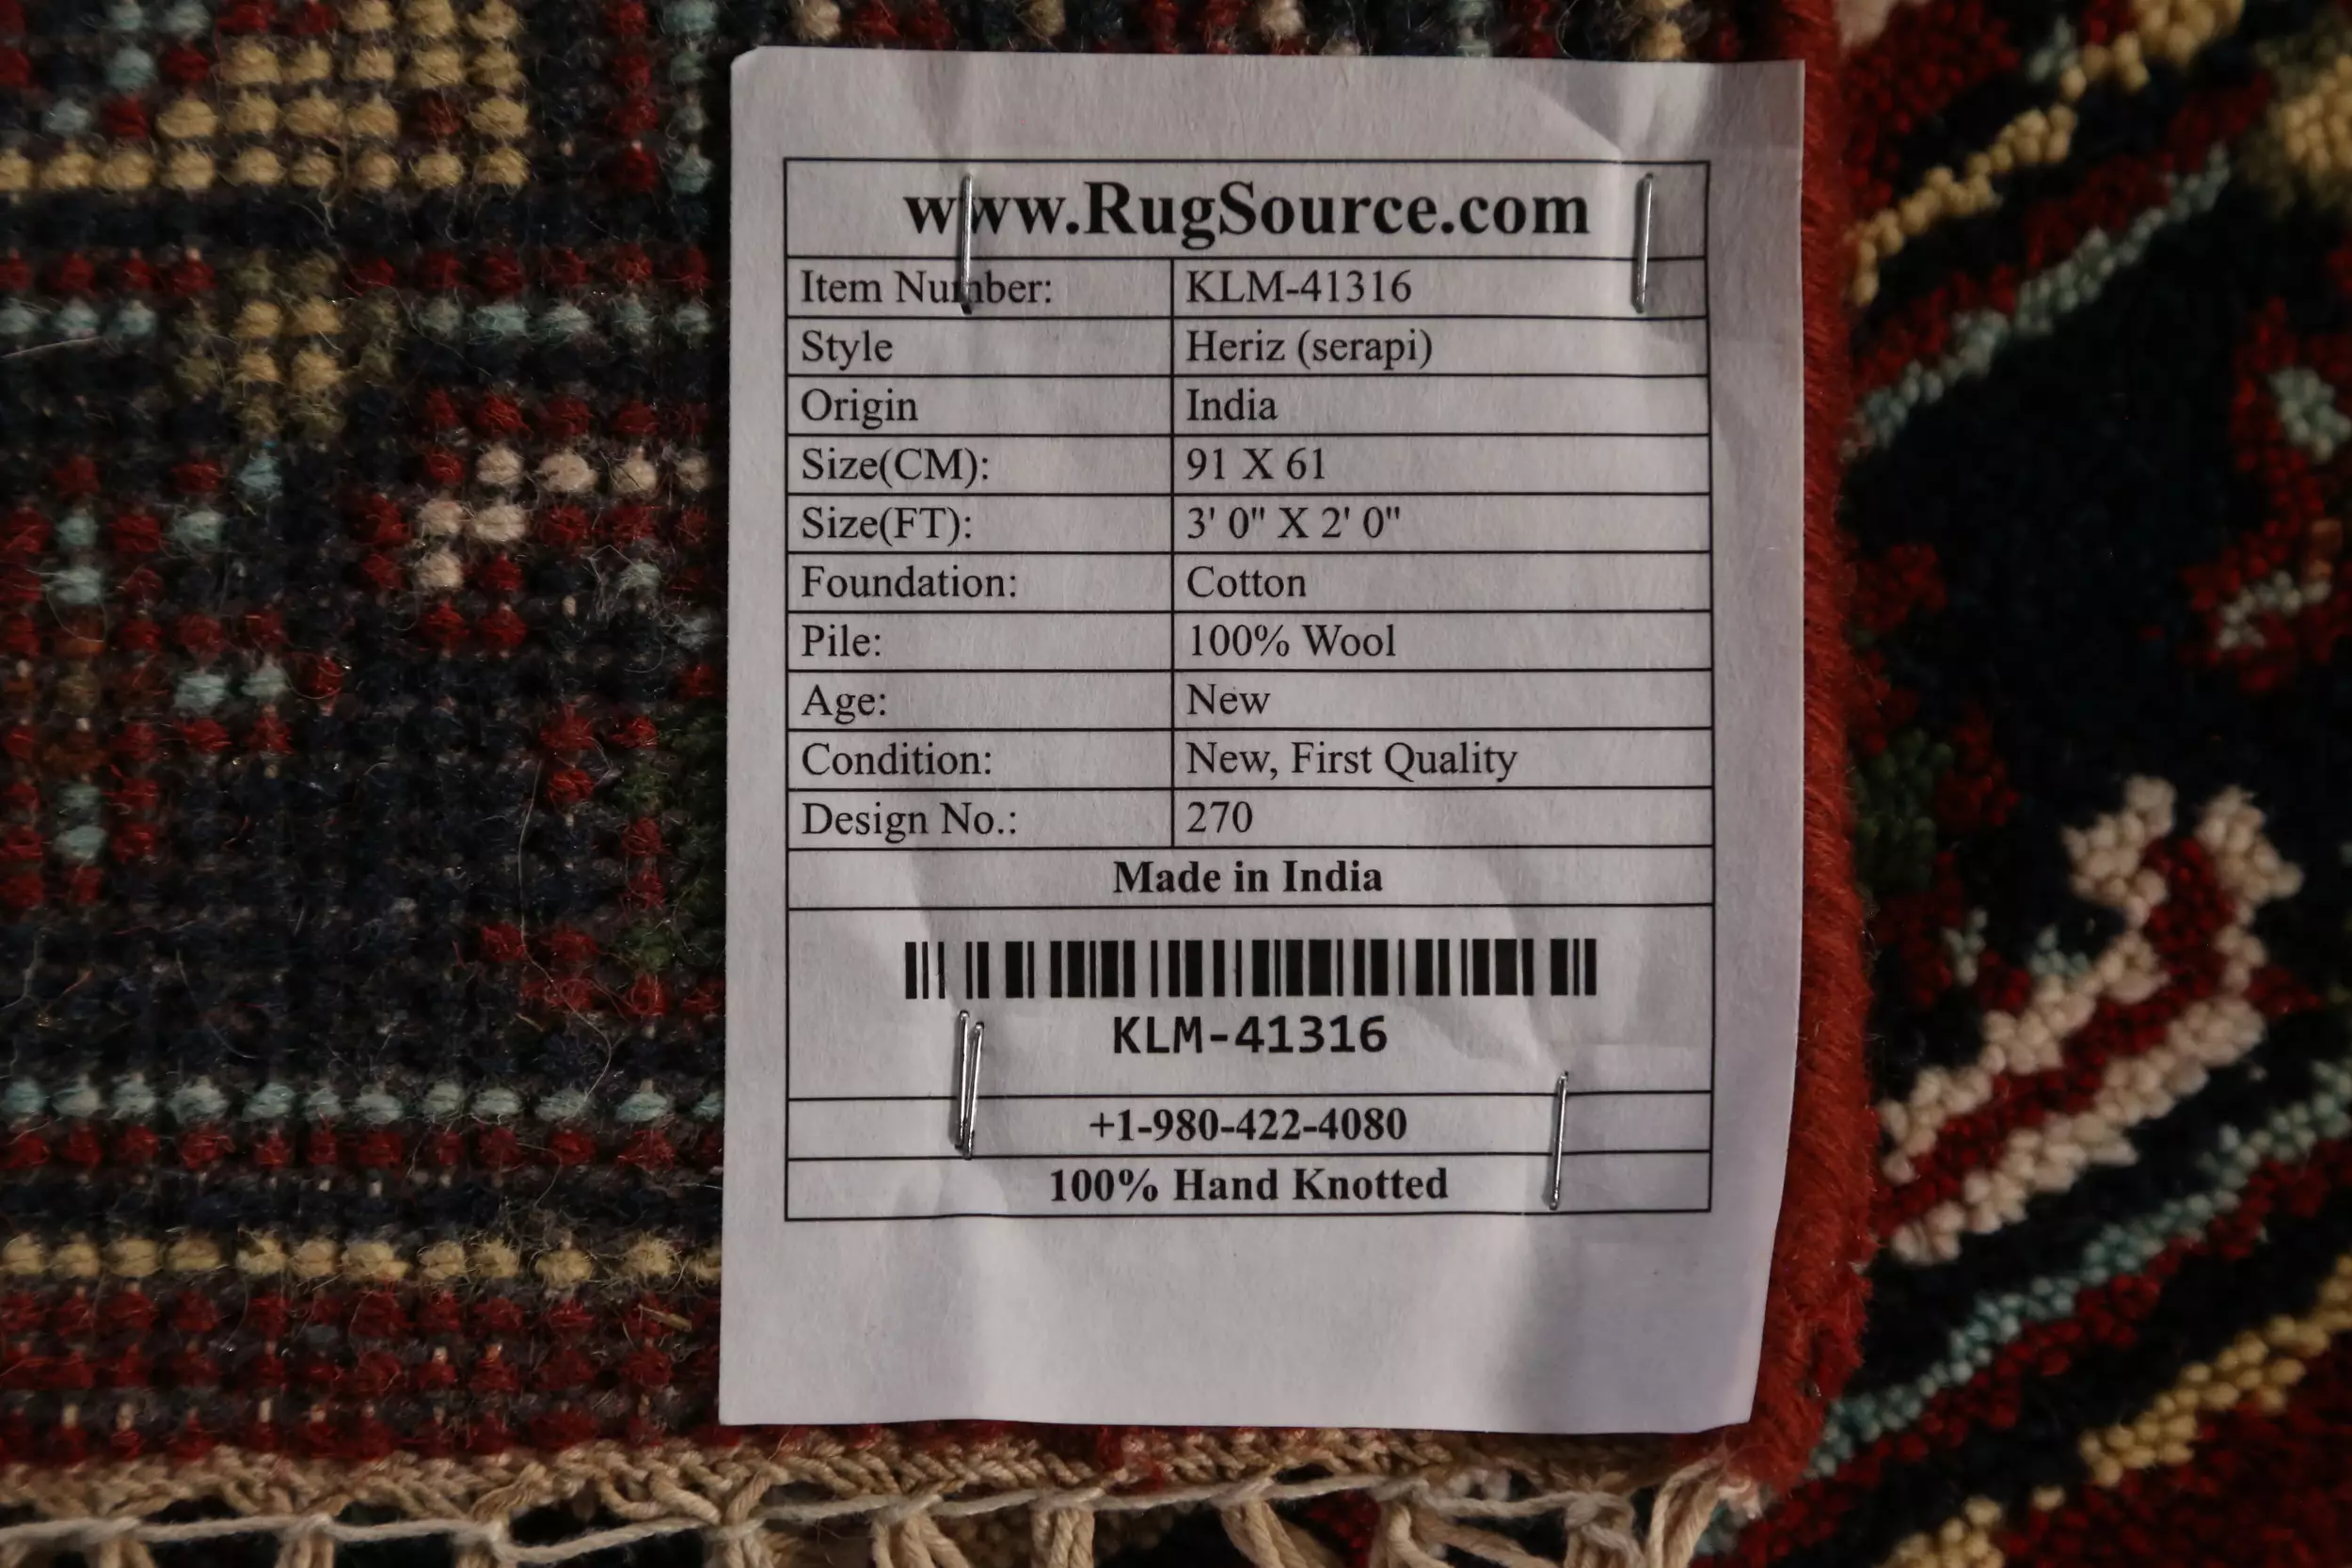 www.RugSource.com
Item Number: KLM-41316
Style Heriz (serapi)
Origin India
Size(CM): 91 X 61
Size(FT): 3' 0" X 2' 0"
Foundation: Cotton
Pile: 100% Wool
Age: New
Condition: New, First Quality
Design No.: 270
Made in India
KLM-41316
+1-980-422-4080
100% Hand Knotted